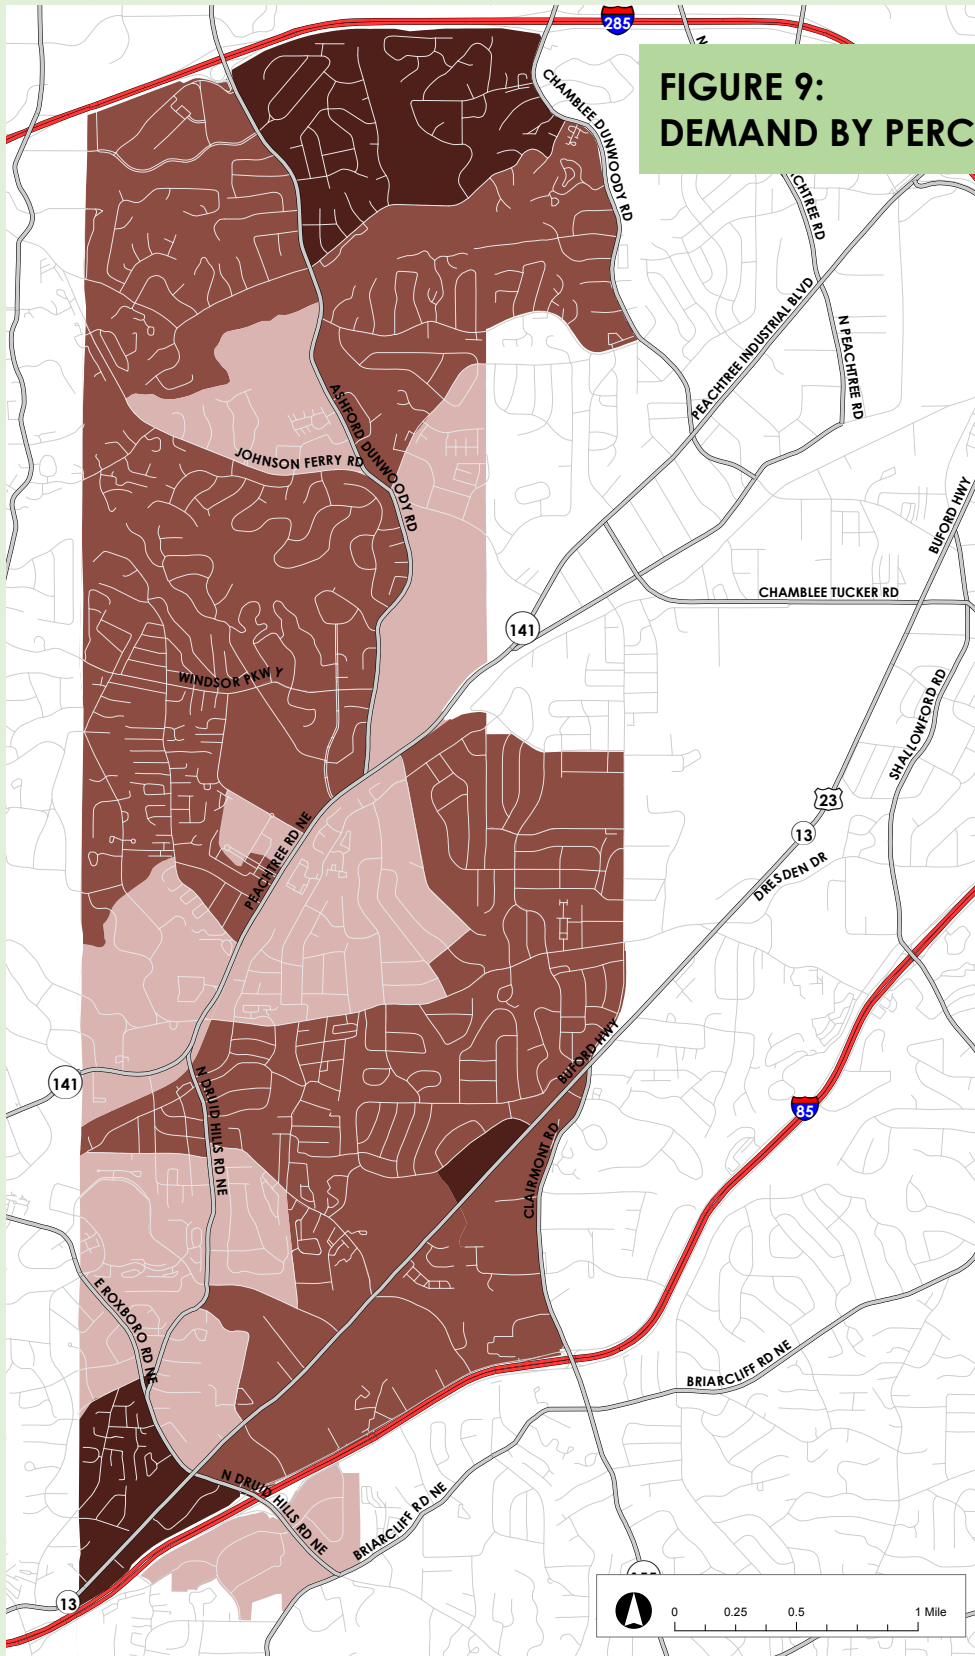 285
FIGURE 9:
DEMAND BY PERC
N
CHAMBLEE DUNWOODY RD
CHTREE RD
PEACHTREE INDUSTRIAL BLVD
N PEACHTREE RD
ASHFORD DUNWOODY RD
JOHNSON FERRY RD
BUFORD HWY
CHAMBLEE TUCKER RD
141
WINDSOR PKWY
SHALLOWFORD RD
23
13
DRESDEN DR
PEACHTREE RD NE
BUFORD HWY
141
N DRUID HILLS RD NE
85
CLAIRMONT RD
E ROXBORO RD NE
BRIARCLIFF RD NE
N DRUID HILLS RD NE
BRIARCLIFF RD NE
13
0 0.25 0.5 1 Mile